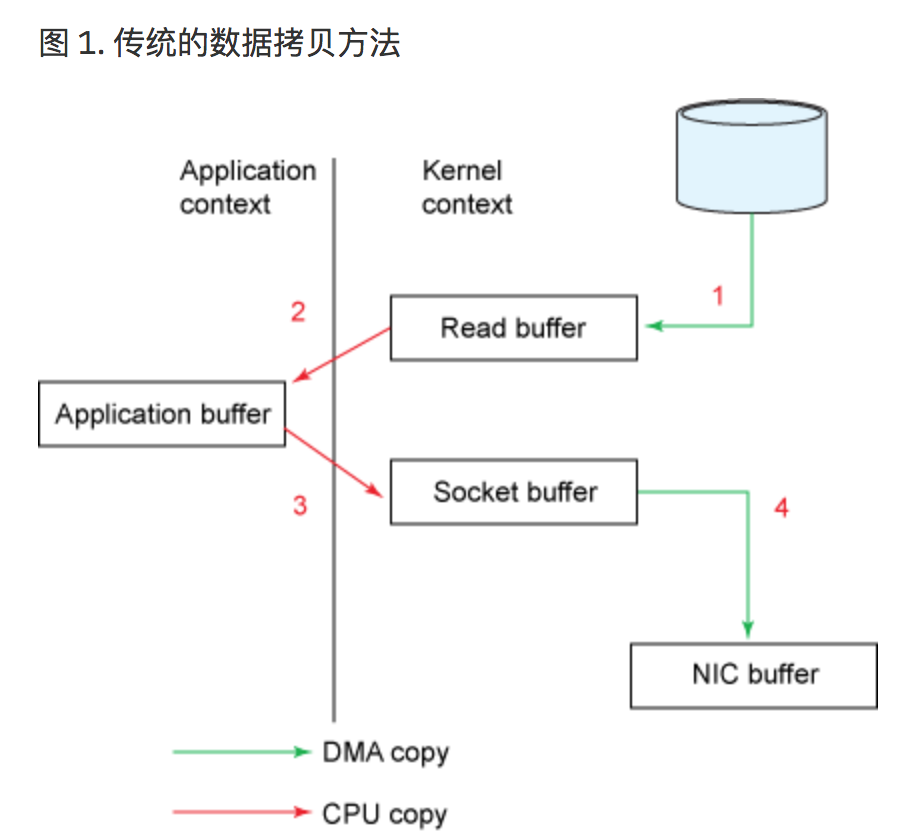 图 1. 传统的数据拷贝方法
Application
context
Kernel
context
1
2
Read buffer
Application buffer
3
Socket buffer
4
NIC buffer
DMA copy
CPU copy